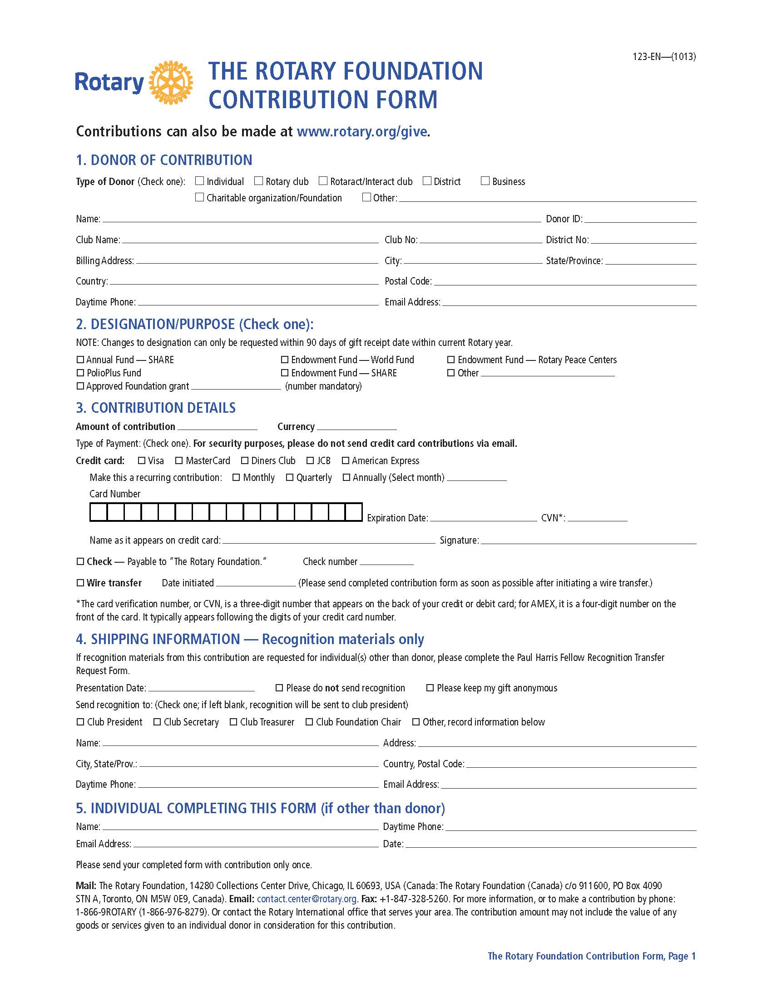 123-EN—(1013)
Rotary
THE ROTARY FOUNDATION
CONTRIBUTION FORM
Contributions can also be made at www.rotary.org/give.
1. DONOR OF CONTRIBUTION
Type of Donor (Check one): ☐ Individual ☐ Rotary club ☐ Rotaract/Interact club ☐ District ☐ Business
☐ Charitable organization/Foundation ☐ Other:
Name: Donor ID:
Club Name: Club No: District No:
Billing Address: City: State/Province:
Country: Postal Code:
Daytime Phone: Email Address:
2. DESIGNATION/PURPOSE (Check one):
NOTE: Changes to designation can only be requested within 90 days of gift receipt date within current Rotary year.
☐ Annual Fund — SHARE ☐ Endowment Fund — World Fund ☐ Endowment Fund — Rotary Peace Centers
☐ PolioPlus Fund ☐ Endowment Fund — SHARE ☐ Other
☐ Approved Foundation grant (number mandatory)
3. CONTRIBUTION DETAILS
Amount of contribution Currency
Type of Payment: (Check one). For security purposes, please do not send credit card contributions via email.
Credit card: ☐ Visa ☐ MasterCard ☐ Diners Club ☐ JCB ☐ American Express
Make this a recurring contribution: ☐ Monthly ☐ Quarterly ☐ Annually (Select month)
Card Number
Expiration Date: CVN*:
Name as it appears on credit card: Signature:
☐ Check — Payable to "The Rotary Foundation." Check number
☐ Wire transfer Date initiated (Please send completed contribution form as soon as possible after initiating a wire transfer.)
*The card verification number, or CVN, is a three-digit number that appears on the back of your credit or debit card; for AMEX, it is a four-digit number on the
front of the card. It typically appears following the digits of your credit card number.
4. SHIPPING INFORMATION — Recognition materials only
If recognition materials from this contribution are requested for individual(s) other than donor, please complete the Paul Harris Fellow Recognition Transfer
Request Form.
Presentation Date: ☐ Please do not send recognition ☐ Please keep my gift anonymous
Send recognition to: (Check one; if left blank, recognition will be sent to club president)
☐ Club President ☐ Club Secretary ☐ Club Treasurer ☐ Club Foundation Chair ☐ Other, record information below
Name: Address:
City, State/Prov.: Country, Postal Code:
Daytime Phone: Email Address:
5. INDIVIDUAL COMPLETING THIS FORM (if other than donor)
Name: Daytime Phone:
Email Address: Date:
Please send your completed form with contribution only once.
Mail: The Rotary Foundation, 14280 Collections Center Drive, Chicago, IL 60693, USA (Canada: The Rotary Foundation (Canada) c/o 911600, PO Box 4090
STN A, Toronto, ON M5W 0E9, Canada). Email: contact.center@rotary.org. Fax: +1-847-328-5260. For more information, or to make a contribution by phone:
1-866-9ROTARY (1-866-976-8279). Or contact the Rotary International office that serves your area. The contribution amount may not include the value of any
goods or services given to an individual donor in consideration for this contribution.
The Rotary Foundation Contribution Form, Page 1